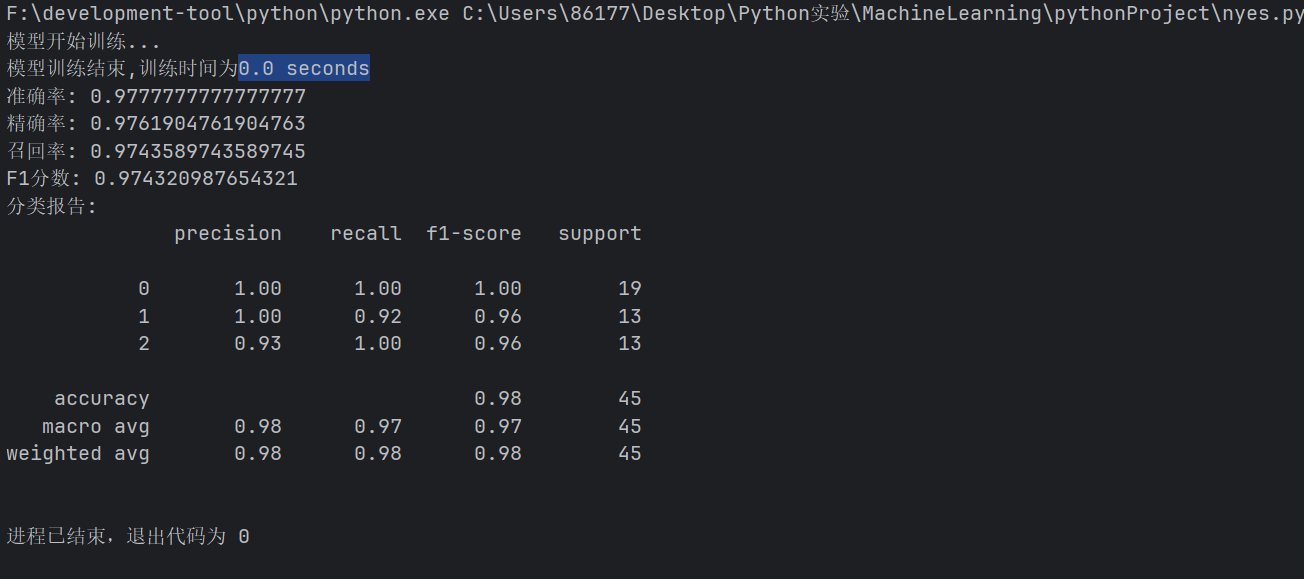 F:\development-tool\python\python.exe C:\Users\86177\Desktop\Python实验\MachineLearning\pythonProject\nyes.py
模型开始训练...
模型训练结束,训练时间为0.0 seconds
准确率: 0.9777777777777777
精确率: 0.9761904761904763
召回率: 0.9743589743589745
F1分数: 0.974320987654321
分类报告:
precision recall f1-score support
0 1.00 1.00 1.00 19
1 1.00 0.92 0.96 13
2 0.93 1.00 0.96 13
accuracy 0.98 45
macro avg 0.98 0.97 0.97 45
weighted avg 0.98 0.98 0.98 45
进程已结束，退出代码为 0